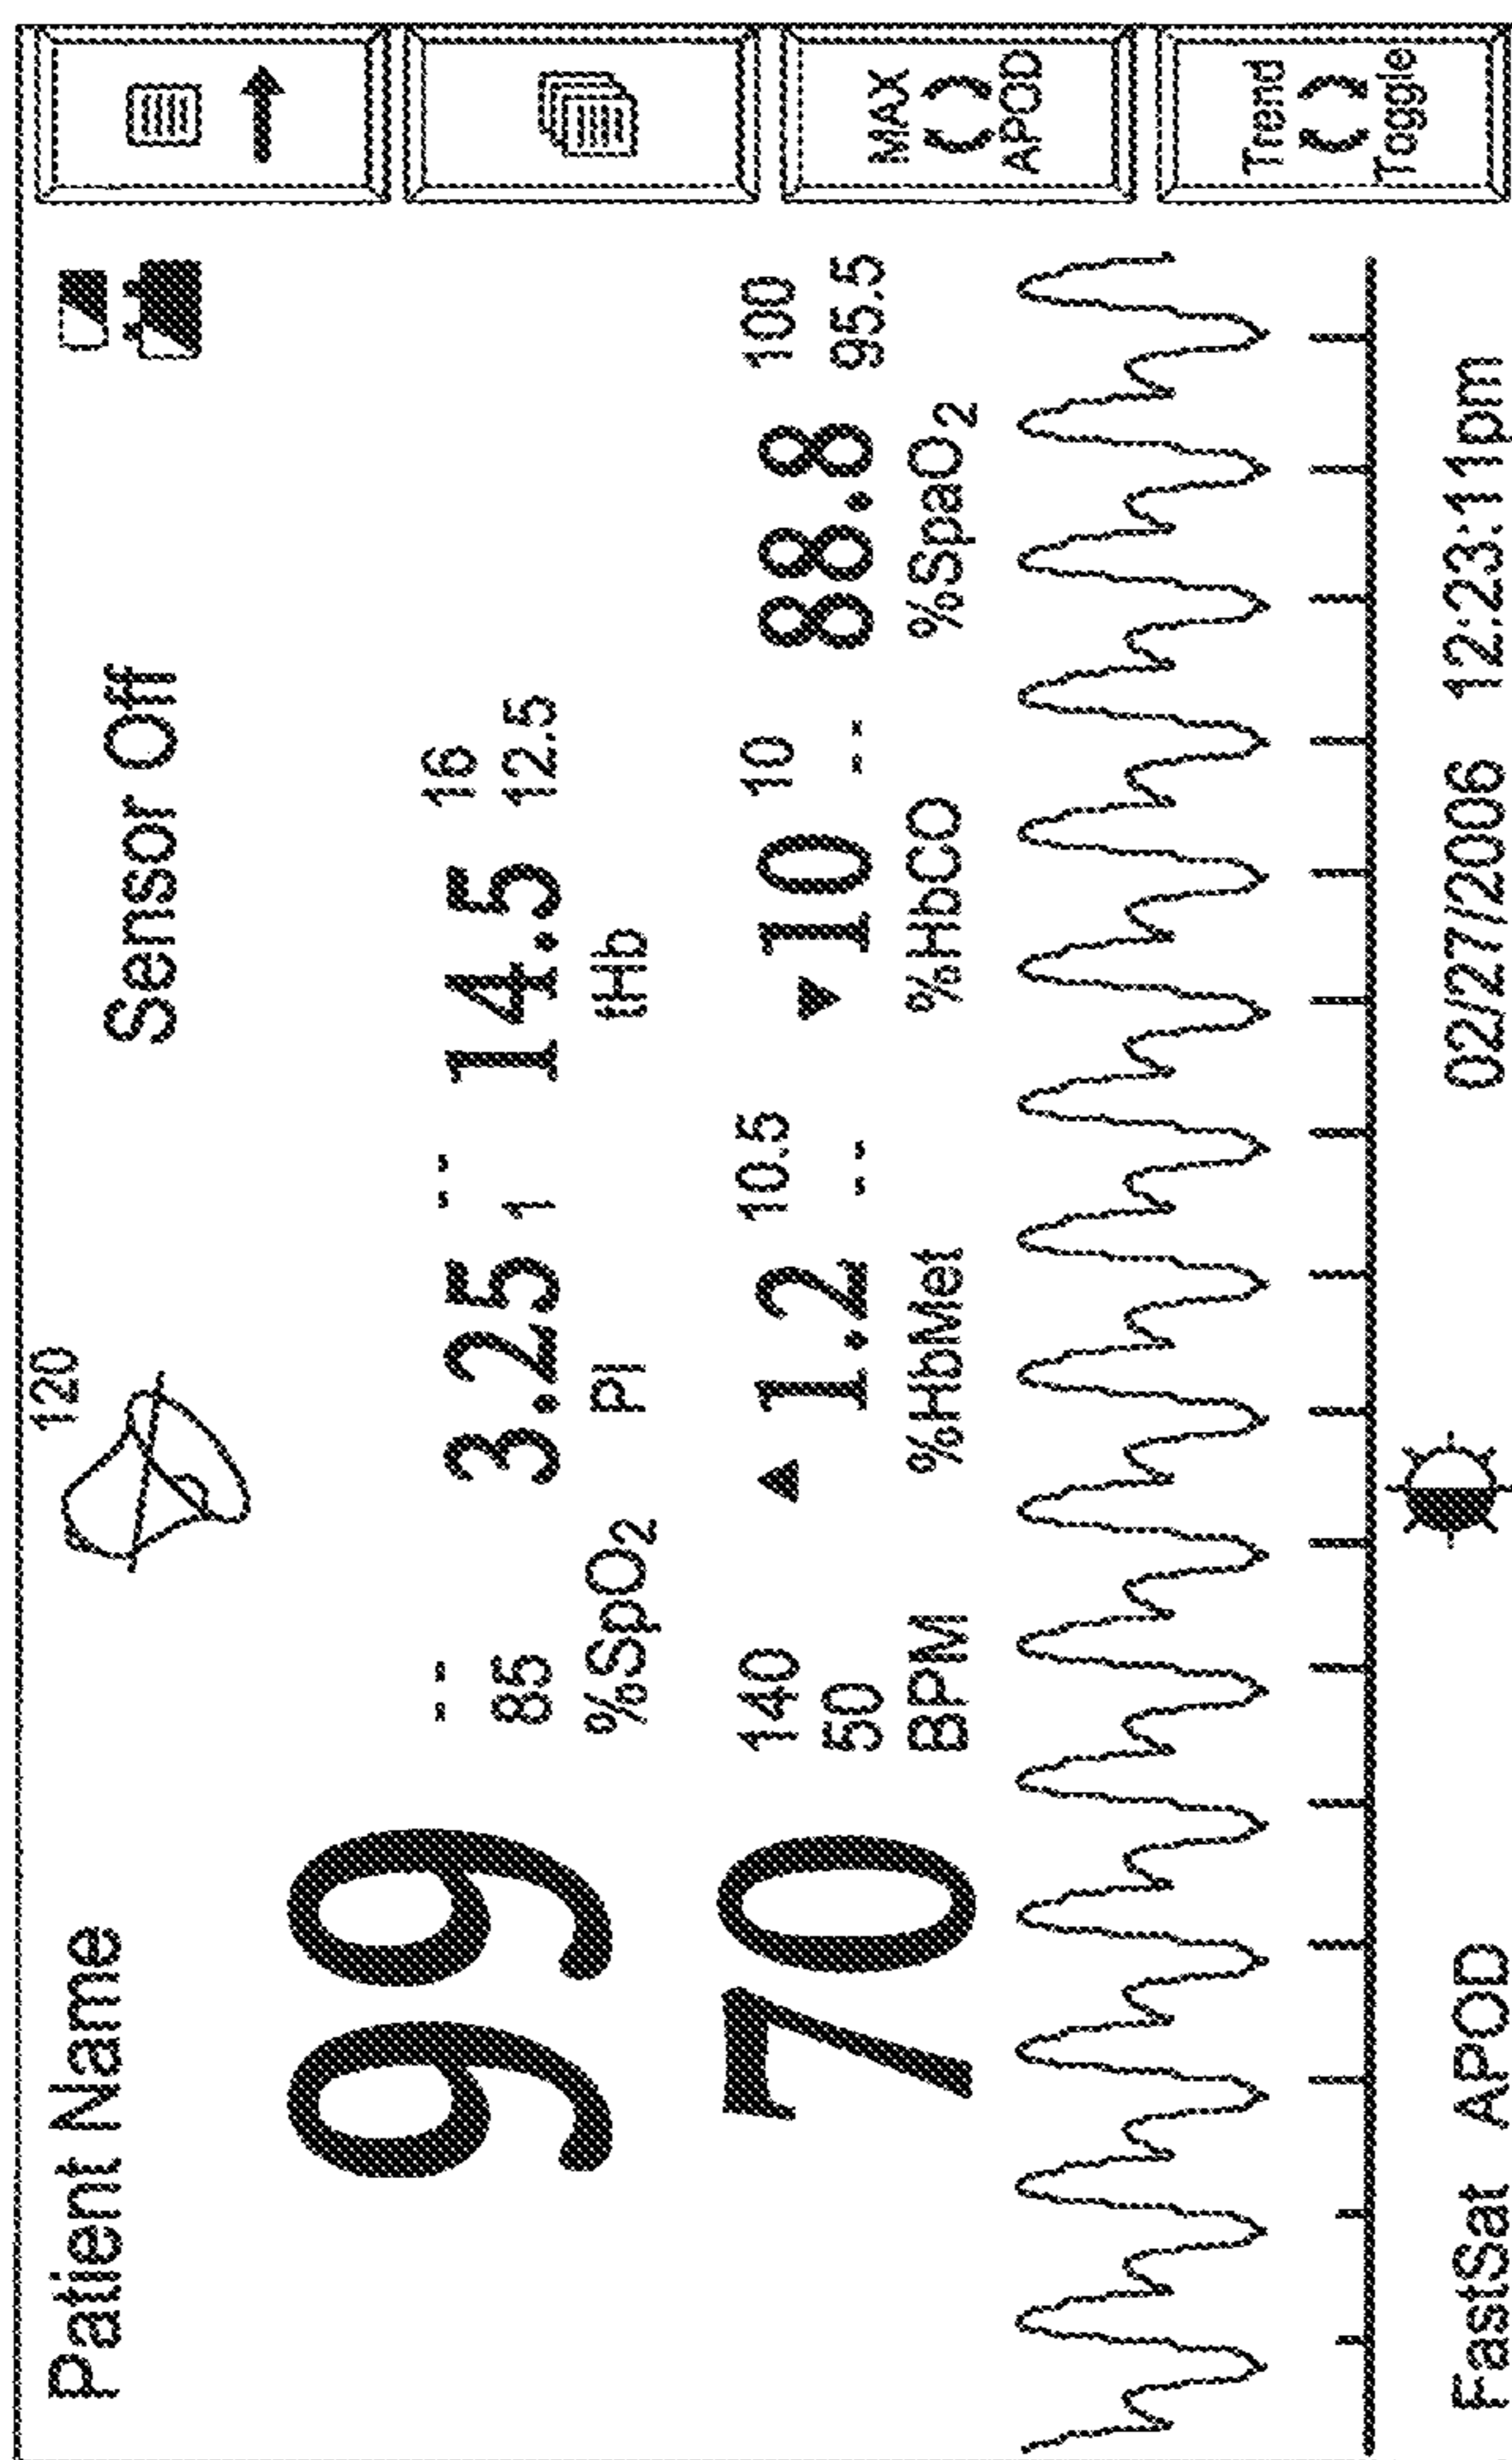 120
Patient Name
Sensor Off
99
-- 
85
%SpO2
3.25
--
1
PI
14.5
16
12.5
tHb
70
140
50
BPM
1.2
10.5
--
%HbMet
10
10
--
%HbCO
88.8
100
95.5
%SpaO2
FastSat APOD
02/27/2006 12:23:11pm
MAX
APOD
Trend
Toggle